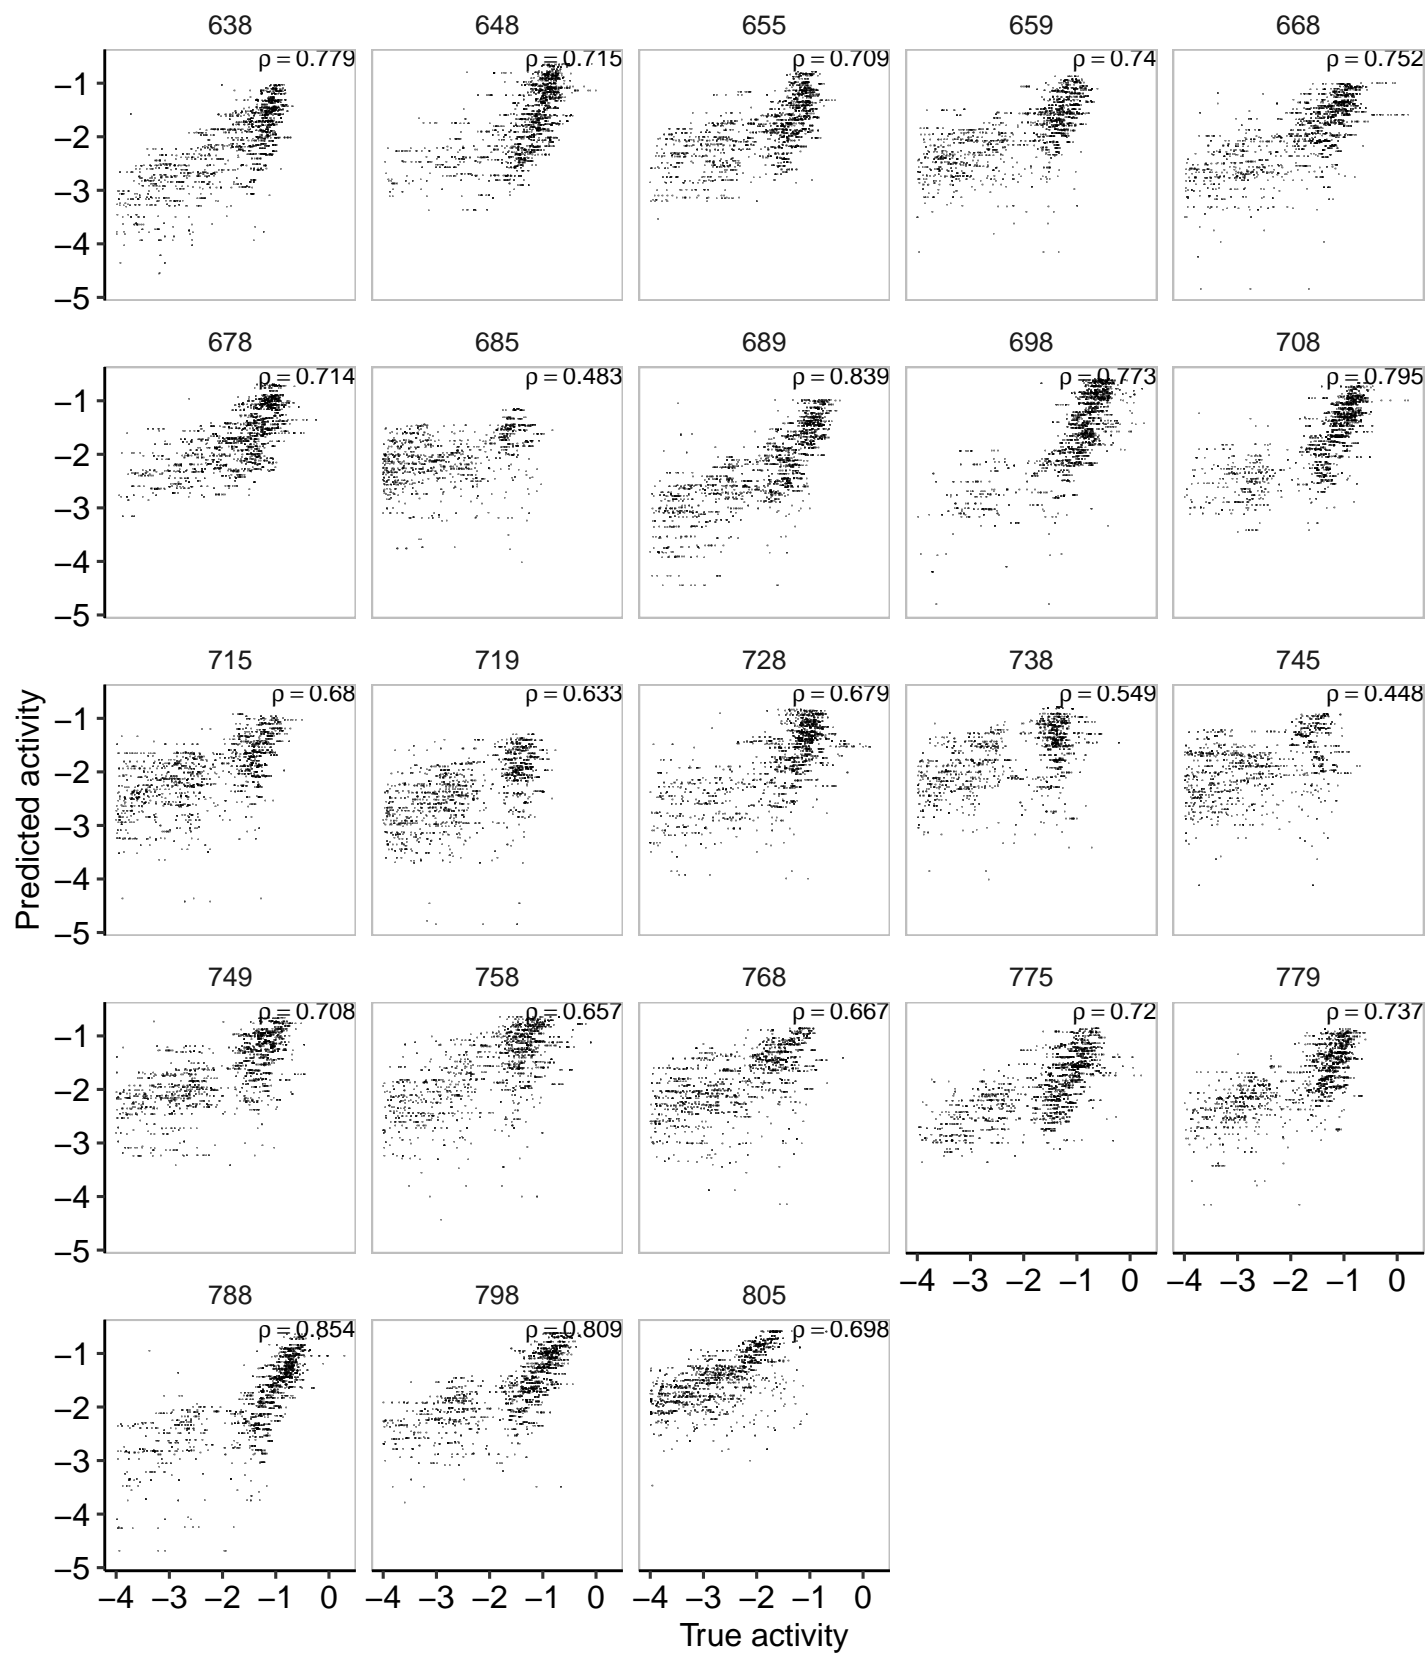 638 648 655 659 668
ρ = 0.779 ρ = 0.715 ρ = 0.709 ρ = 0.74 ρ = 0.752
−1
−2
−3
−4
−5
678 685 689 698 708
ρ = 0.714 ρ = 0.483 ρ = 0.839 ρ = 0.773 ρ = 0.795
−1
−2
−3
−4
−5
715 719 728 738 745
ρ = 0.68 ρ = 0.633 ρ = 0.679 ρ = 0.549 ρ = 0.448
−1
−2
−3
−4
−5
Predicted activity
749 758 768 775 779
ρ = 0.708 ρ = 0.657 ρ = 0.667 ρ = 0.72 ρ = 0.737
−1
−2
−3
−4
−5
−4 −3 −2 −1 0 −4 −3 −2 −1 0
788 798 805
ρ = 0.854 ρ = 0.809 ρ = 0.698
−1
−2
−3
−4
−5
−4 −3 −2 −1 0 −4 −3 −2 −1 0 −4 −3 −2 −1 0
True activity